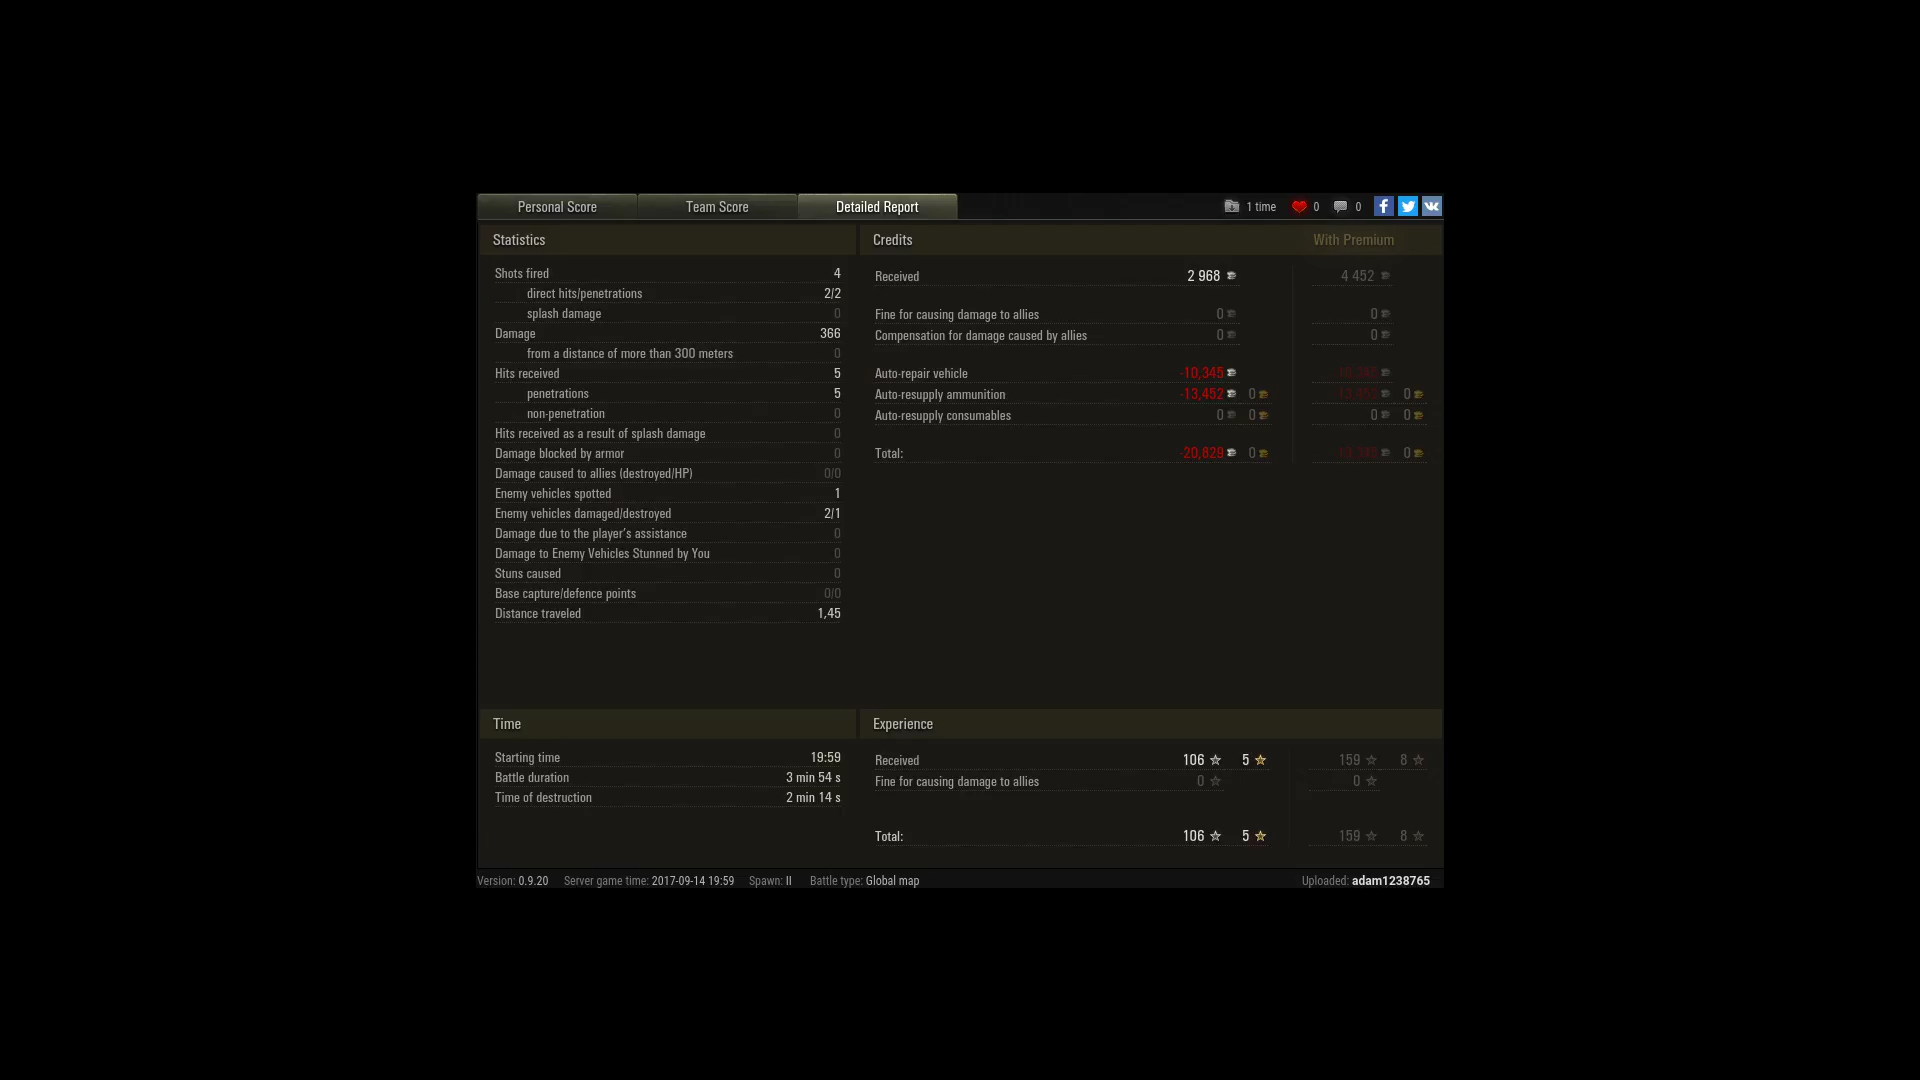 Personal Score Team Score Detailed Report 1 time 0 0
Statistics
Shots fired 4
direct hits/penetrations 2/2
splash damage 0
Damage 366
from a distance of more than 300 meters 0
Hits received 5
penetrations 5
non-penetration 0
Hits received as a result of splash damage 0
Damage blocked by armor 0
Damage caused to allies (destroyed/HP) 0/0
Enemy vehicles spotted 1
Enemy vehicles damaged/destroyed 2/1
Damage due to the player's assistance 0
Damage to Enemy Vehicles Stunned by You 0
Stuns caused 0
Base capture/defence points 0/0
Distance traveled 1,45
Credits With Premium
Received 2 968 4 452
Fine for causing damage to allies 0 0
Compensation for damage caused by allies 0 0
Auto-repair vehicle -10,345
Auto-resupply ammunition -13,452 0 0
Auto-resupply consumables 0 0 0 0
Total: -20,829 0 0
Time
Starting time 19:59
Battle duration 3 min 54 s
Time of destruction 2 min 14 s
Experience
Received 106 5 159 8
Fine for causing damage to allies 0 0
Total: 106 5 159 8
Version: 0.9.20 Server game time: 2017-09-14 19:59 Spawn: II Battle type: Global map Uploaded: adam1238765